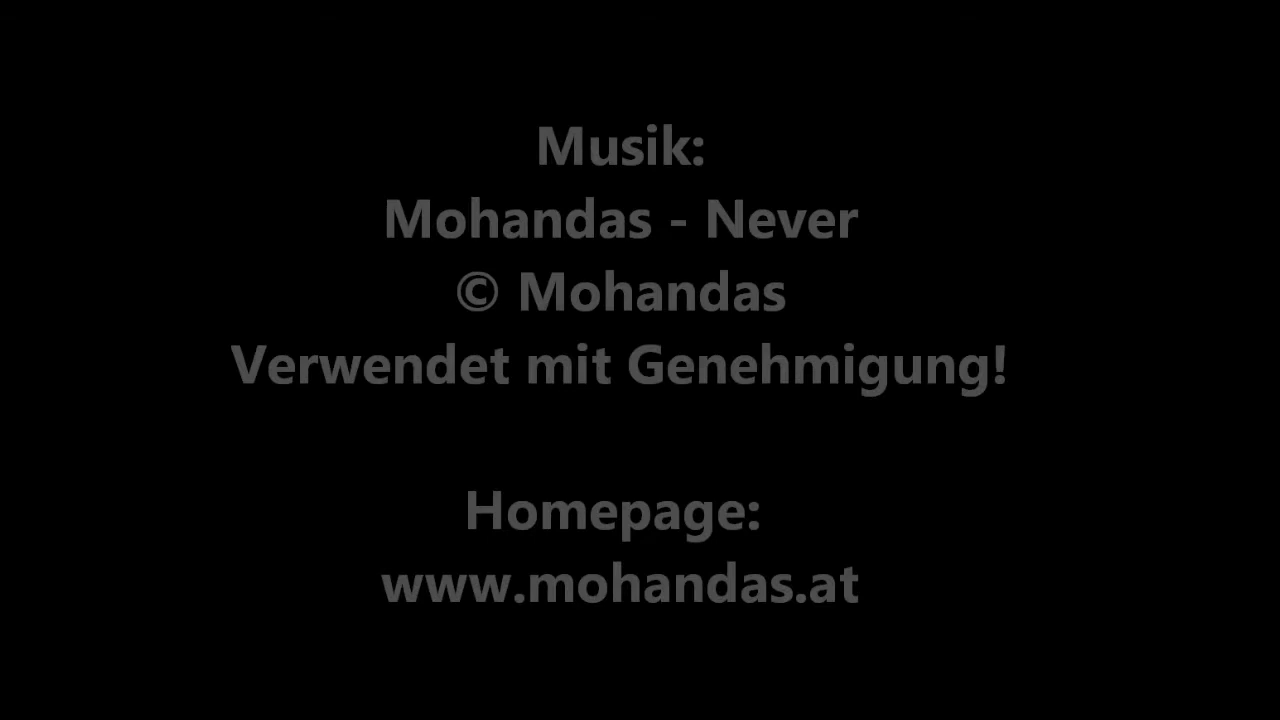 Musik:
Mohandas - Never
© Mohandas
Verwendet mit Genehmigung!
Homepage:
www.mohandas.at